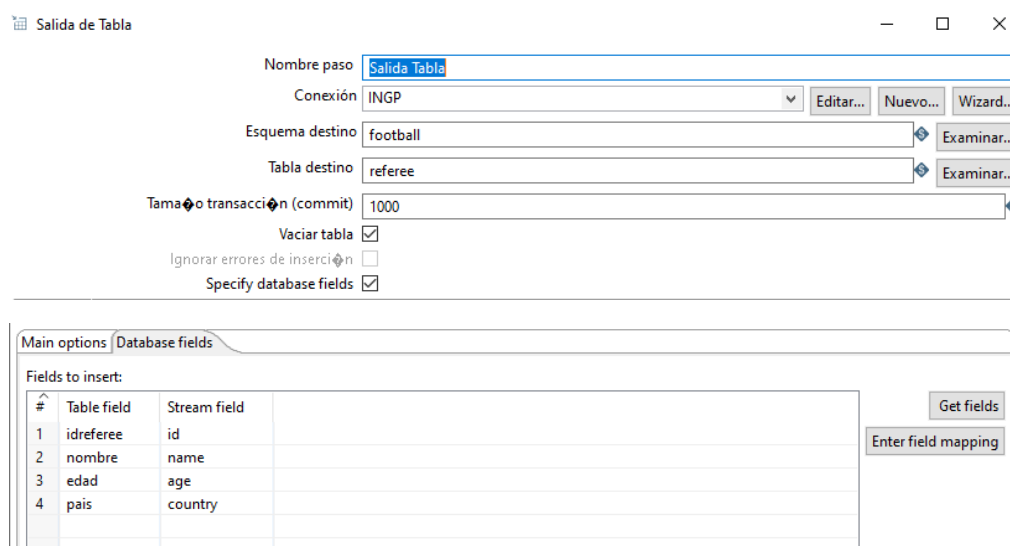 Salida de Tabla
Nombre paso Salida Tabla
Conexión INGP Editar... Nuevo... Wizard..
Esquema destino football Examinar..
Tabla destino referee Examinar..
Tama�o transacci�n (commit) 1000
Vaciar tabla
Ignorar errores de inserci�n
Specify database fields
Main options Database fields
Fields to insert:
# Table field Stream field Get fields
1 idreferee id
Enter field mapping
2 nombre name
3 edad age
4 pais country